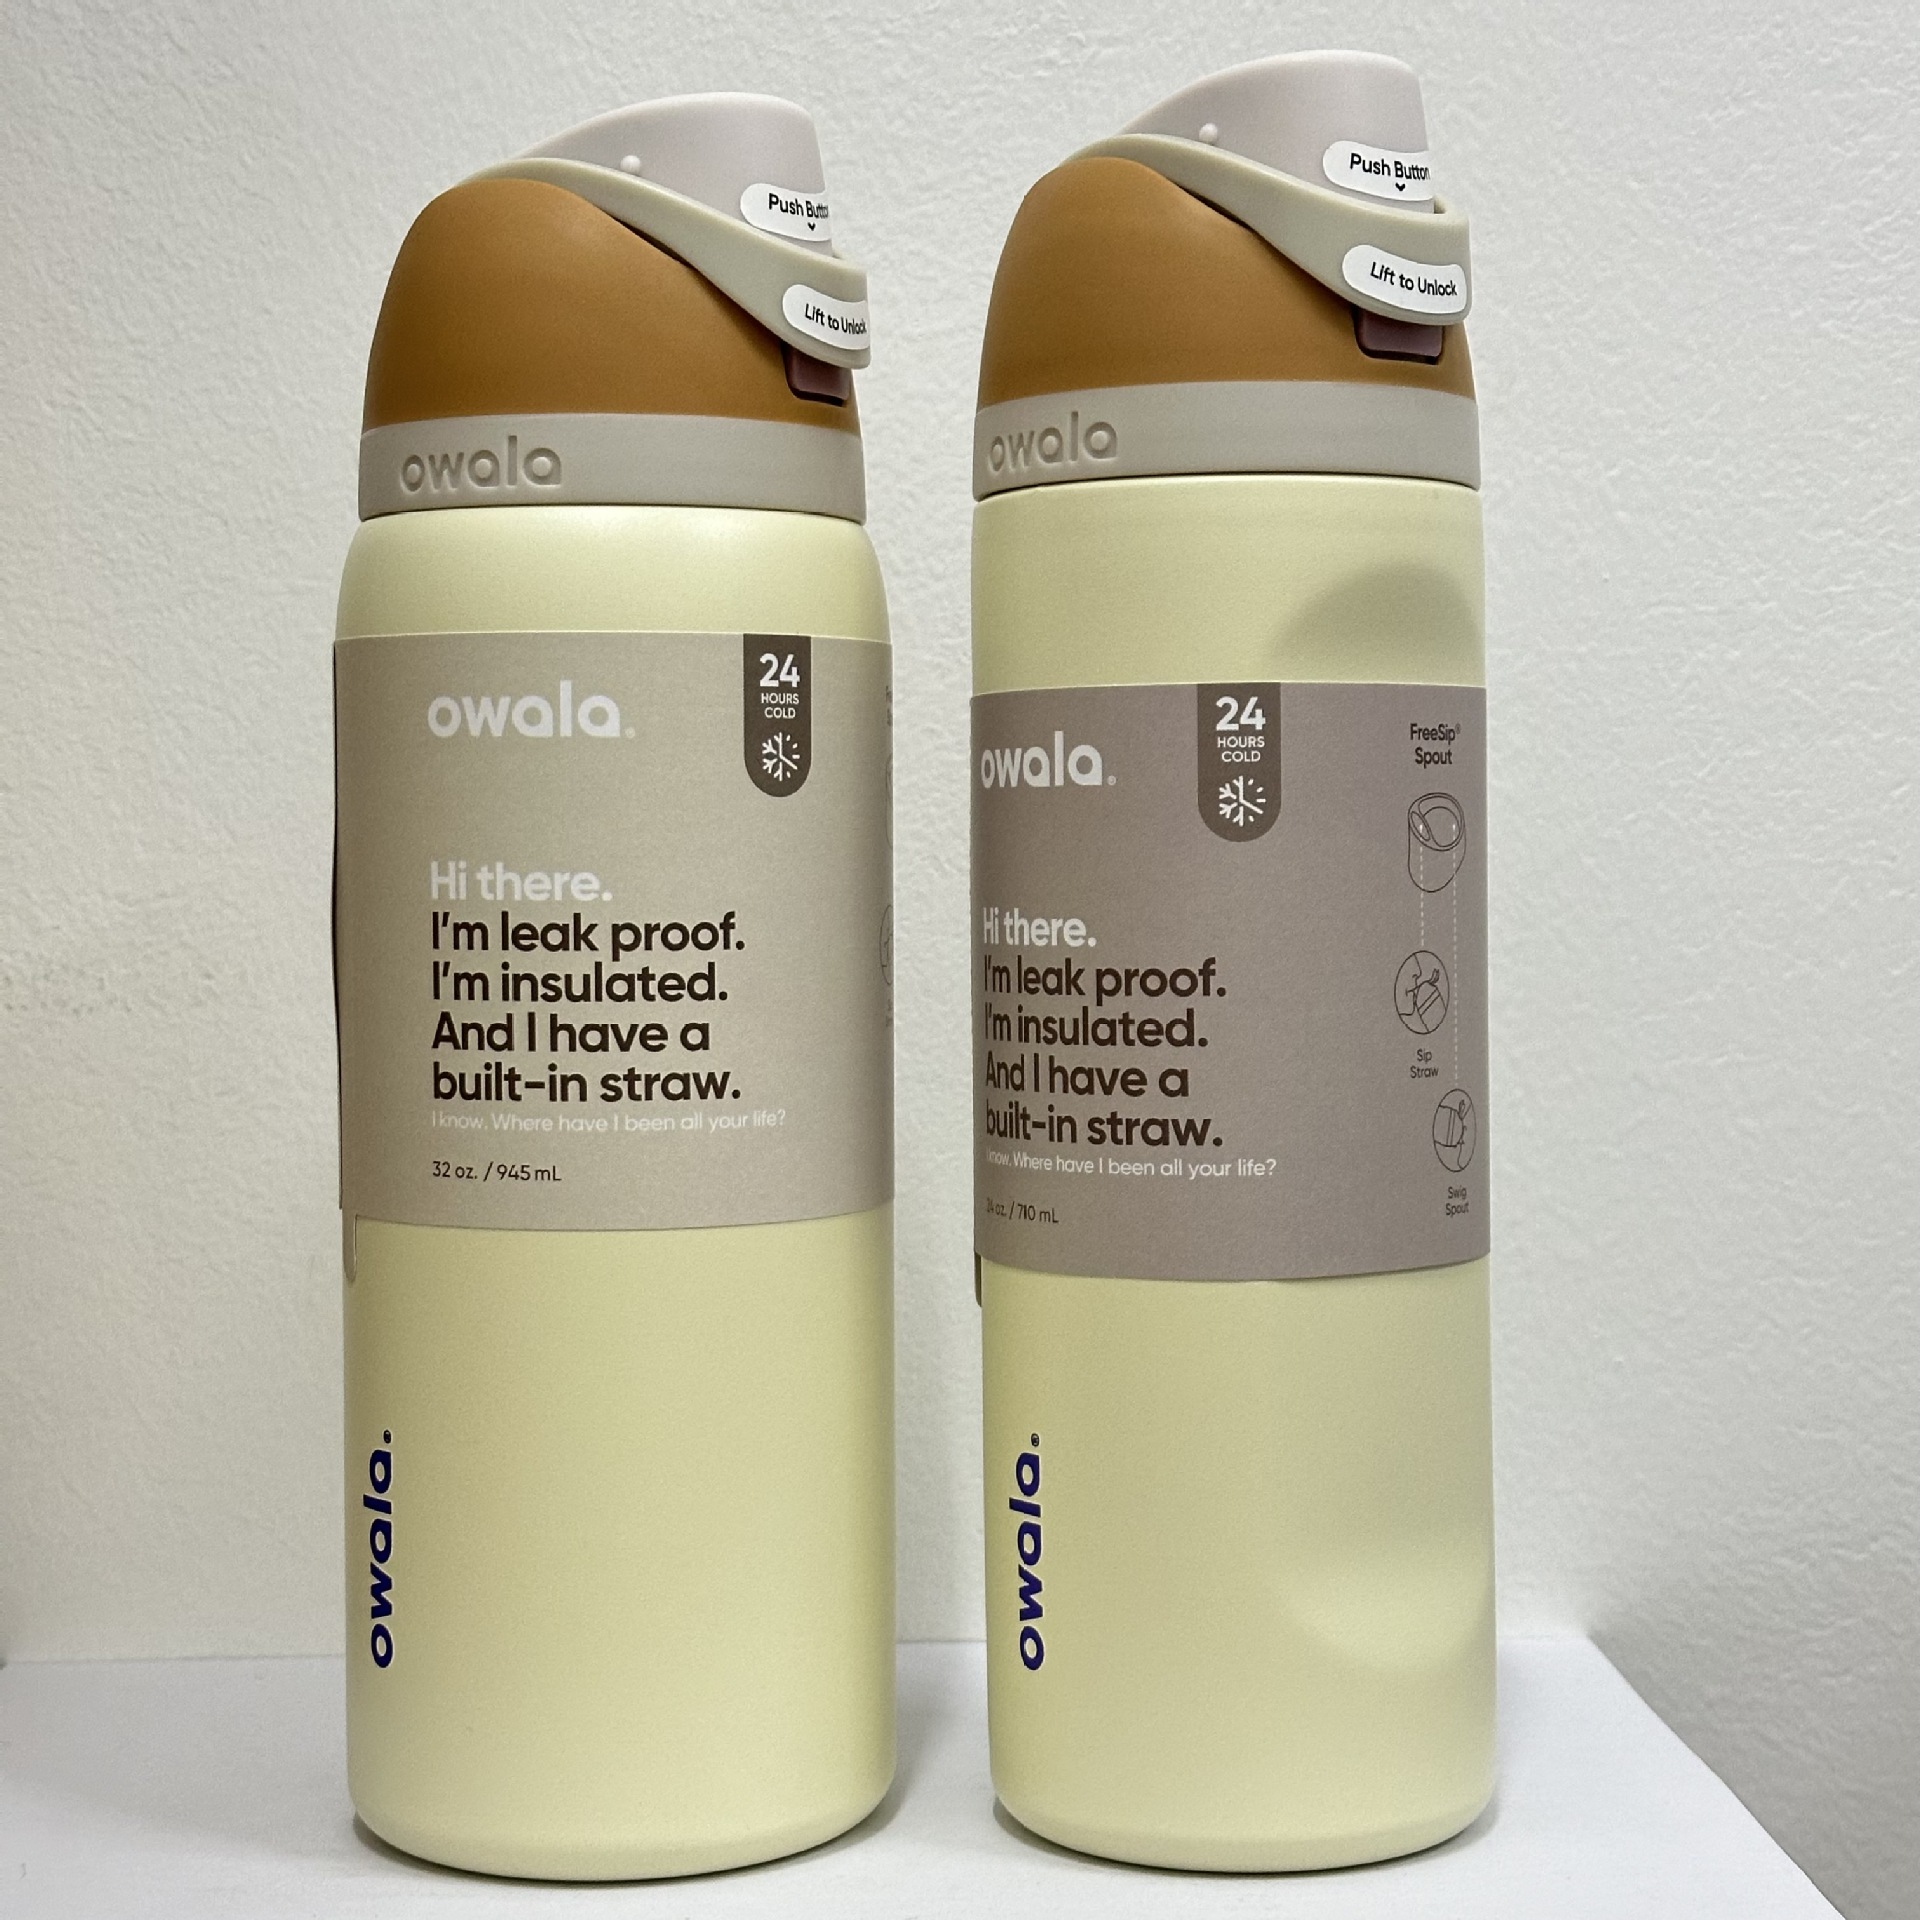 Push Button
Lift to Unlock
owala
owala.
24
HOURS
COLD
Hi there.
I'm leak proof.
I'm insulated.
And I have a
built-in straw.
I know. Where have I been all your life?
32 oz. / 945 mL
owala.
Push Button
Lift to Unlock
owala
owala.
24
HOURS
COLD
FreeSip®
Spout
Hi there.
I'm leak proof.
I'm insulated.
And I have a
built-in straw.
I know. Where have I been all your life?
24 oz. / 710 mL
Sip
Straw
Swig
Spout
owala.